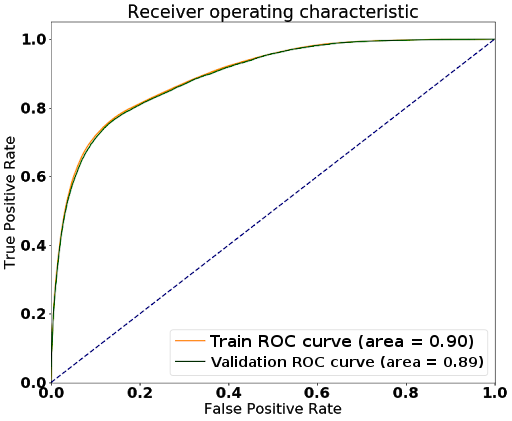 Receiver operating characteristic
True Positive Rate
1.0
0.8
0.6
0.4
0.2
0.0
Train ROC curve (area = 0.90)
Validation ROC curve (area = 0.89)
0.0 0.2 0.4 0.6 0.8 1.0
False Positive Rate